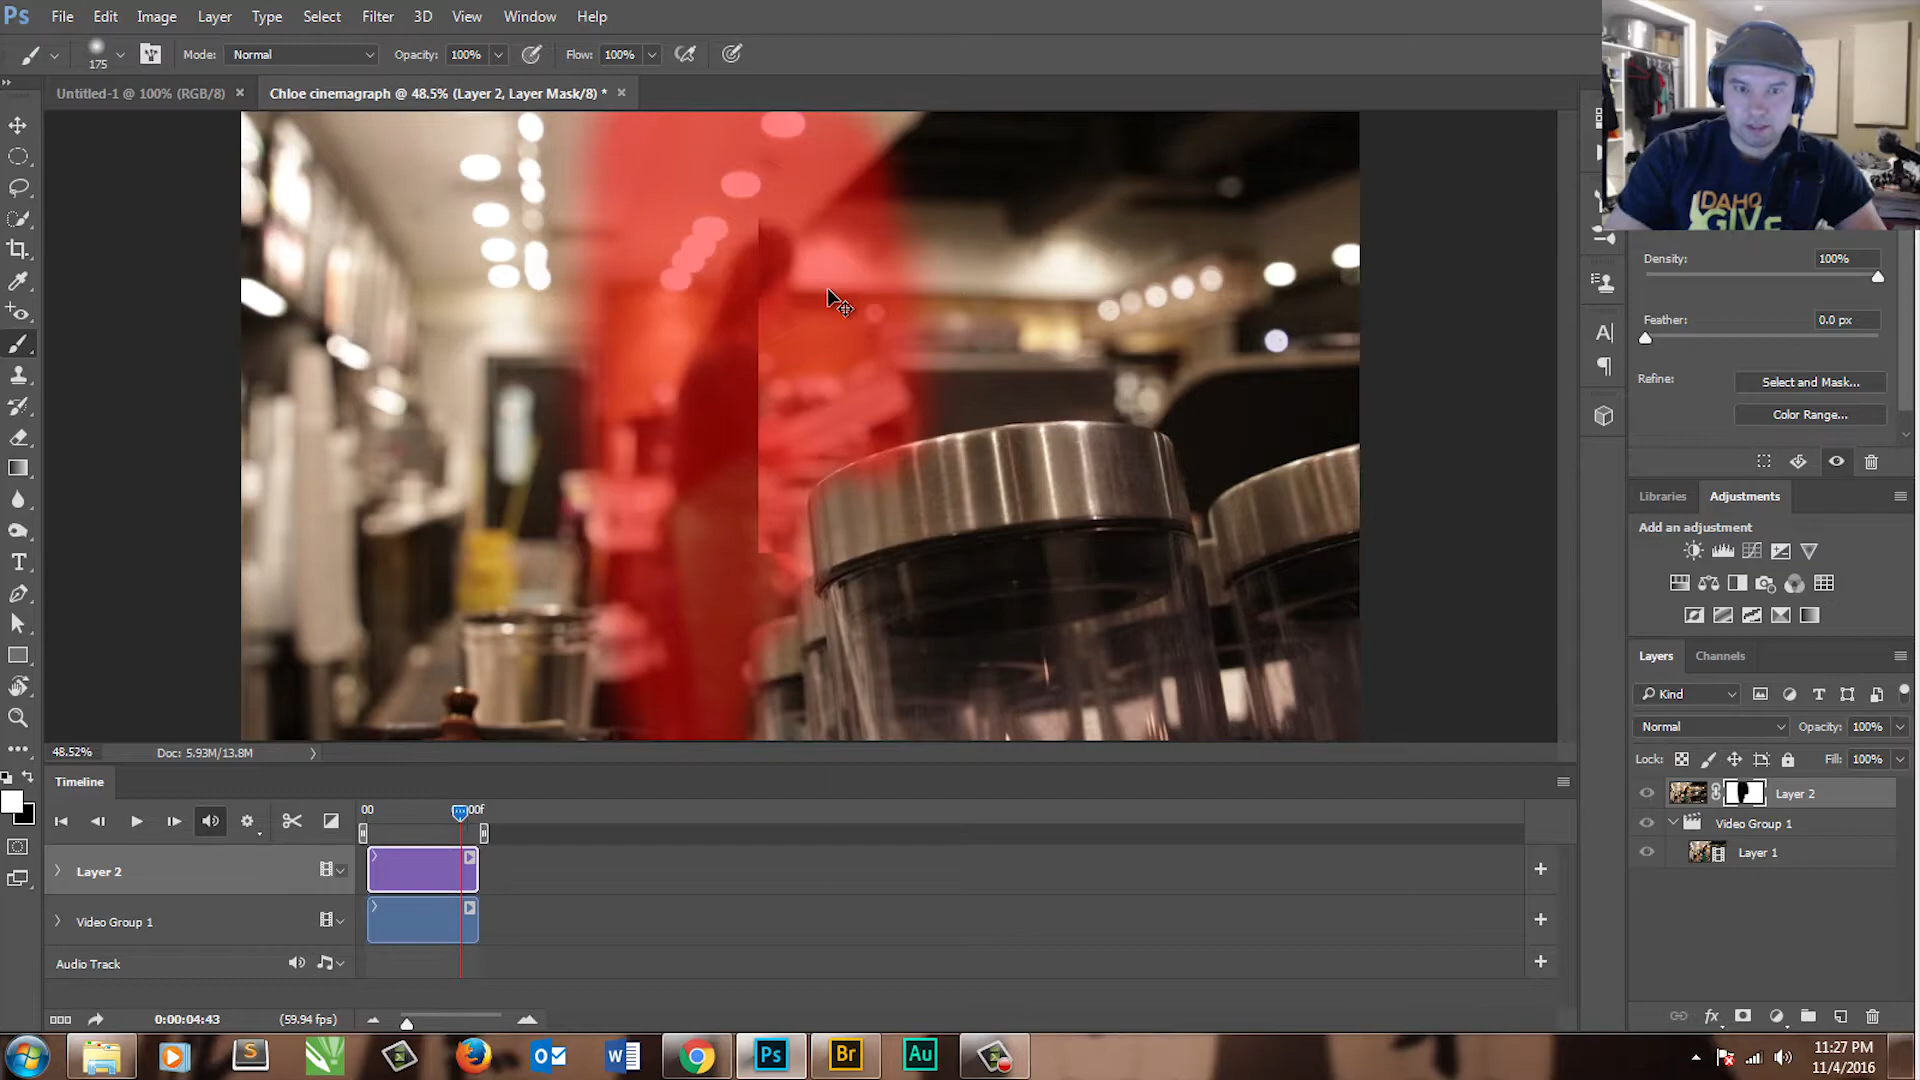 Ps File Edit Image Layer Type Select Filter 3D View Window Help
175 Mode: Normal Opacity: 100% Flow: 100%
Untitled-1 @ 100% (RGB/8) × Chloe cinemagraph @ 48.5% (Layer 2, Layer Mask/8) * ×
IDAHO
GIVE
Density: 100%
Feather: 0.0 px
Refine: Select and Mask...
Color Range...
Libraries Adjustments
Add an adjustment
Layers Channels
Kind
Normal Opacity: 100%
Lock: Fill: 100%
Layer 2
Video Group 1
Layer 1
48.52% Doc: 5.93M/13.8M
Timeline
00 00f
Layer 2
Video Group 1
Audio Track
0:00:04:43 (59.94 fps)
Ps Br Au
11:27 PM
11/4/2016